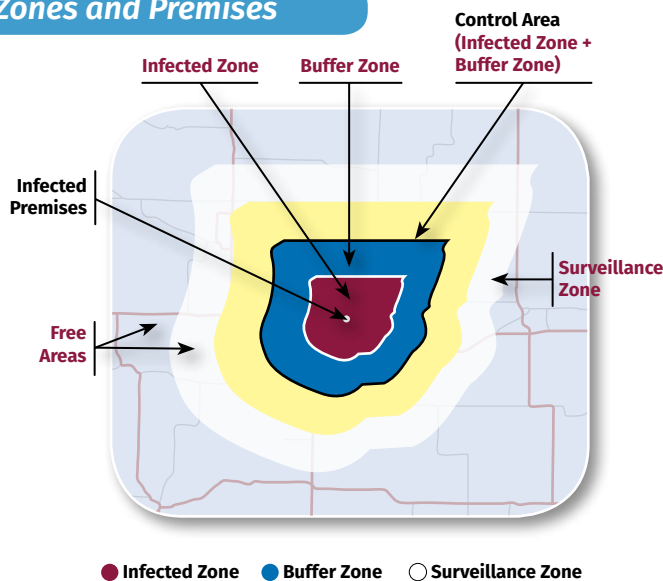 Zones and Premises
Control Area
(Infected Zone +
Buffer Zone)
Infected Zone
Buffer Zone
Infected
Premises
Surveillance
Zone
Free
Areas
Infected Zone
Buffer Zone
Surveillance Zone